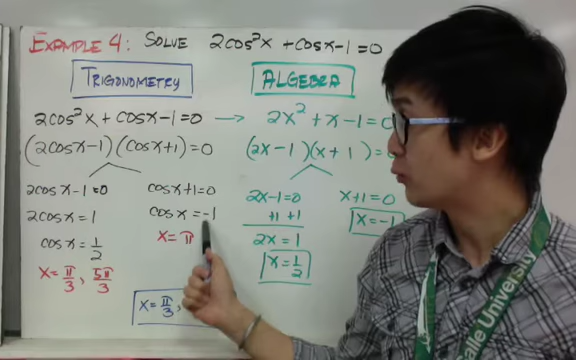 EXAMPLE 4: SOLVE 2cos²x + cosx - 1 = 0
TRIGONOMETRY
2cos²x + cosx - 1 = 0 →
(2cosx - 1)(cosx + 1) = 0
2cosx - 1 = 0
2cosx = 1
cosx = 1/2
x = π/3, 5π/3
cosx + 1 = 0
cosx = -1
x = π
x = π/3,
ALGEBRA
2x² + x - 1 = 0
(2x - 1)(x + 1) =
2x - 1 = 0
+1 +1
2x = 1
x = 1/2
x + 1 = 0
x = -1
alle University